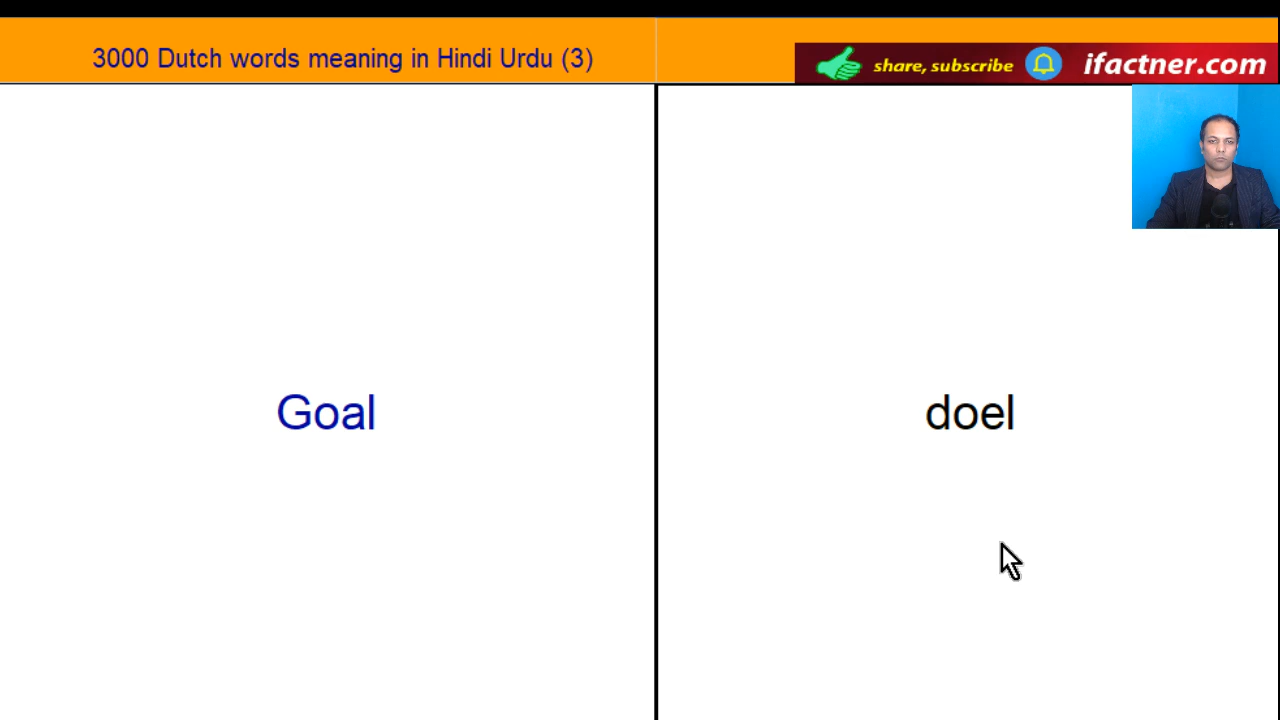 3000 Dutch words meaning in Hindi Urdu (3)
share, subscribe
ifactner.com
Goal
doel